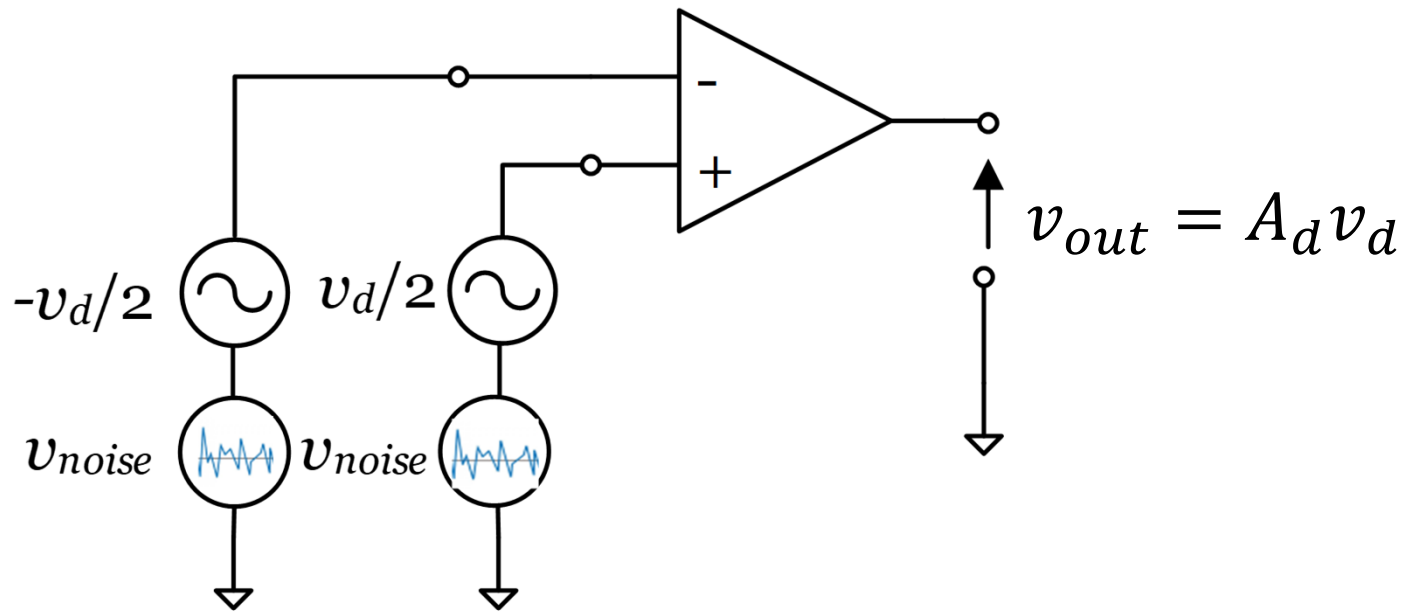 -
+
v_out = A_d v_d
-v_d/2
v_d/2
v_noise
v_noise